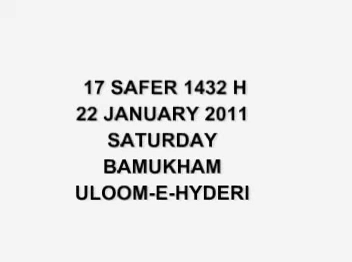 17 SAFER 1432 H
22 JANUARY 2011
SATURDAY
BAMUKHAM
ULOOM-E-HYDERI